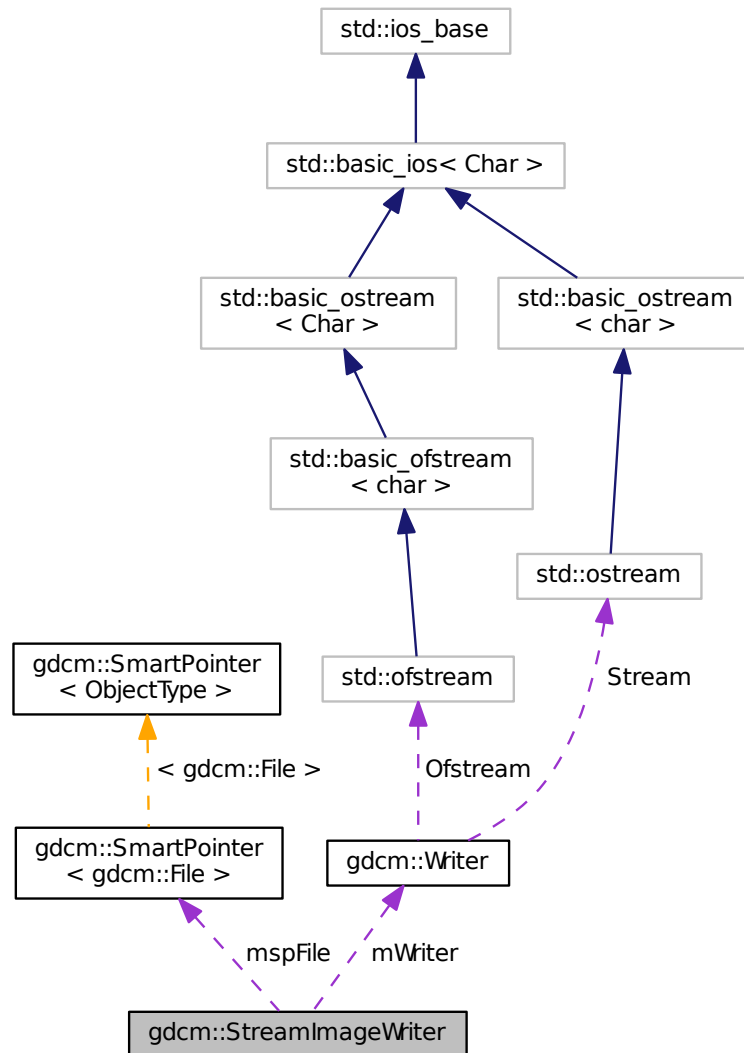 std::ios_base
std::basic_ios< Char >
std::basic_ostream
< Char >
std::basic_ostream
< char >
std::basic_ofstream
< char >
std::ostream
gdcm::SmartPointer
< ObjectType >
std::ofstream
Stream
< gdcm::File >
Ofstream
gdcm::SmartPointer
< gdcm::File >
gdcm::Writer
mspFile
mWriter
gdcm::StreamImageWriter